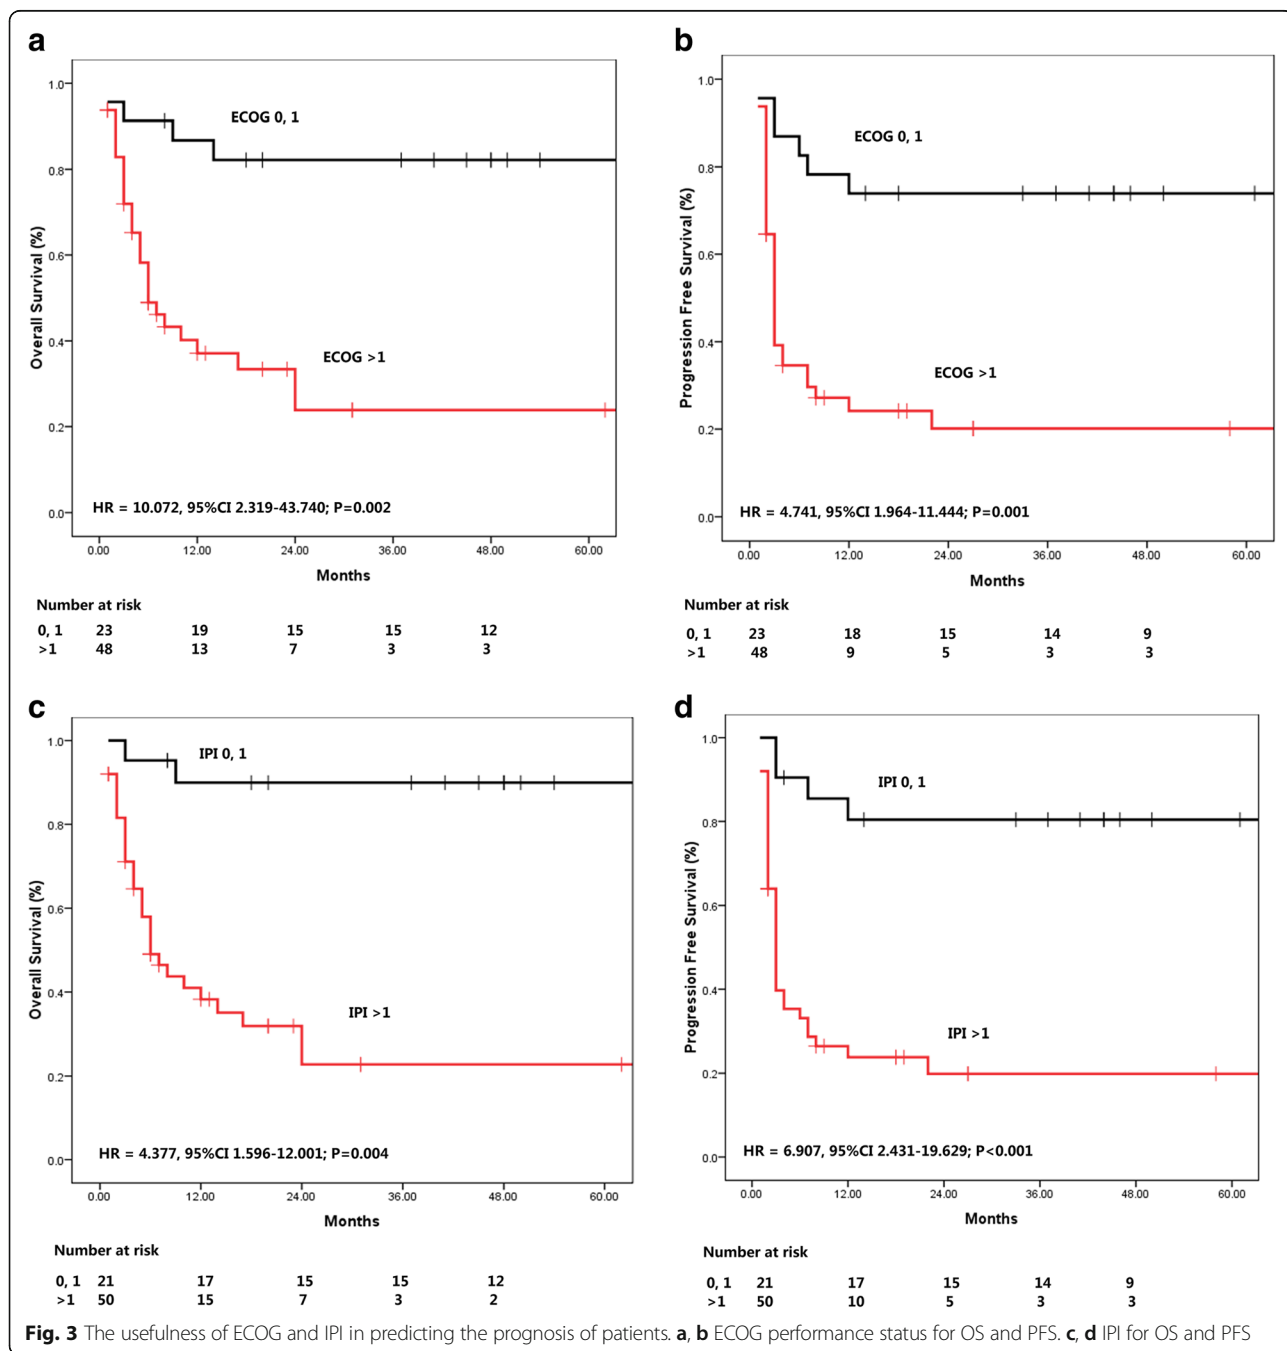 a
1.0
0.8
0.6
0.4
0.2
0.0
Overall Survival (%)
ECOG 0, 1
ECOG >1
HR = 10.072, 95%CI 2.319-43.740; P=0.002
0.00 12.00 24.00 36.00 48.00 60.00
Months
Number at risk
0, 1 23 19 15 15 12
>1 48 13 7 3 3
b
1.0
0.8
0.6
0.4
0.2
0.0
Progression Free Survival (%)
ECOG 0, 1
ECOG >1
HR = 4.741, 95%CI 1.964-11.444; P=0.001
0.00 12.00 24.00 36.00 48.00 60.00
Months
Number at risk
0, 1 23 18 15 14 9
>1 48 9 5 3 3
c
1.0
0.8
0.6
0.4
0.2
0.0
Overall Survival (%)
IPI 0, 1
IPI >1
HR = 4.377, 95%CI 1.596-12.001; P=0.004
0.00 12.00 24.00 36.00 48.00 60.00
Months
Number at risk
0, 1 21 17 15 15 12
>1 50 15 7 3 2
d
1.0
0.8
0.6
0.4
0.2
0.0
Progression Free Survival (%)
IPI 0, 1
IPI >1
HR = 6.907, 95%CI 2.431-19.629; P<0.001
0.00 12.00 24.00 36.00 48.00 60.00
Months
Number at risk
0, 1 21 17 15 14 9
>1 50 10 5 3 3
Fig. 3 The usefulness of ECOG and IPI in predicting the prognosis of patients. a, b ECOG performance status for OS and PFS. c, d IPI for OS and PFS